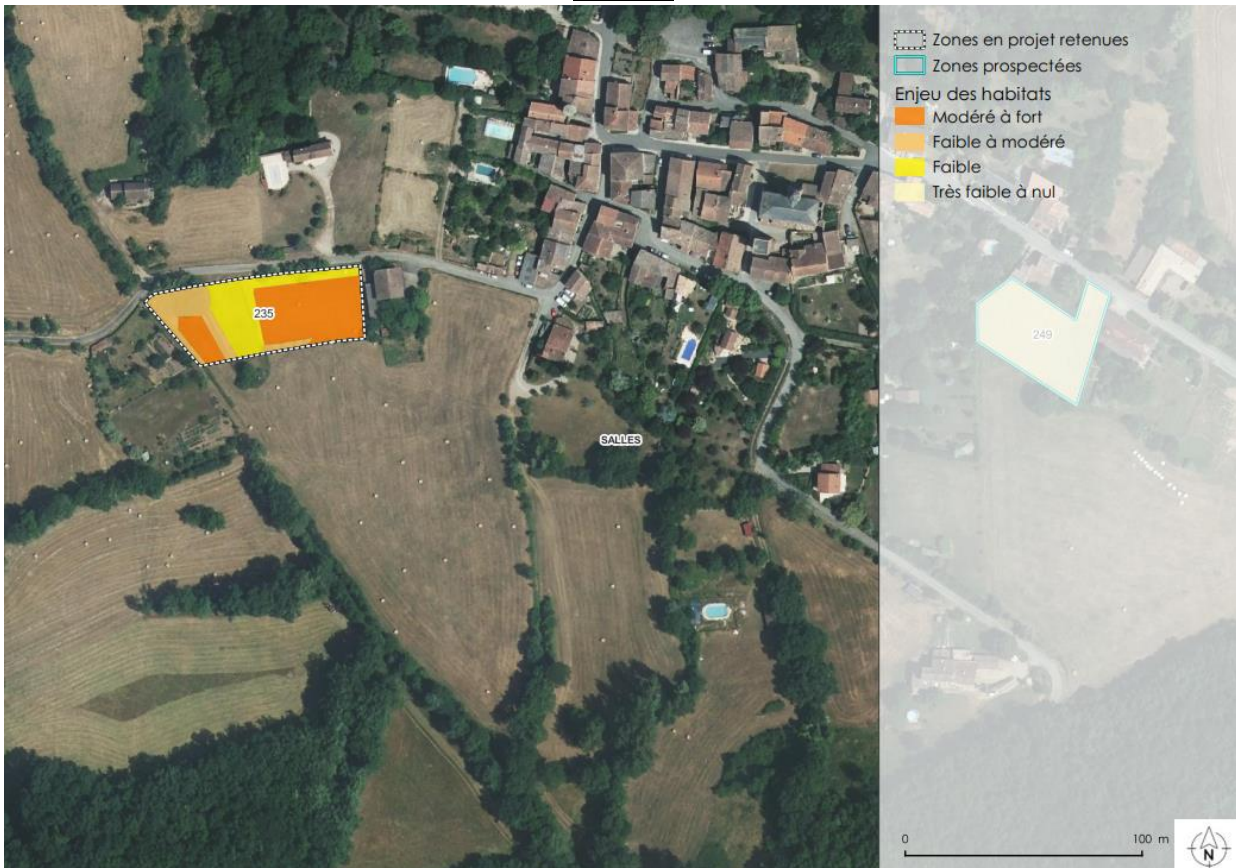 Zones en projet retenues
Zones prospectées
Enjeu des habitats
Modéré à fort
Faible à modéré
Faible
Très faible à nul
235
249
SALLES
0 100 m
N